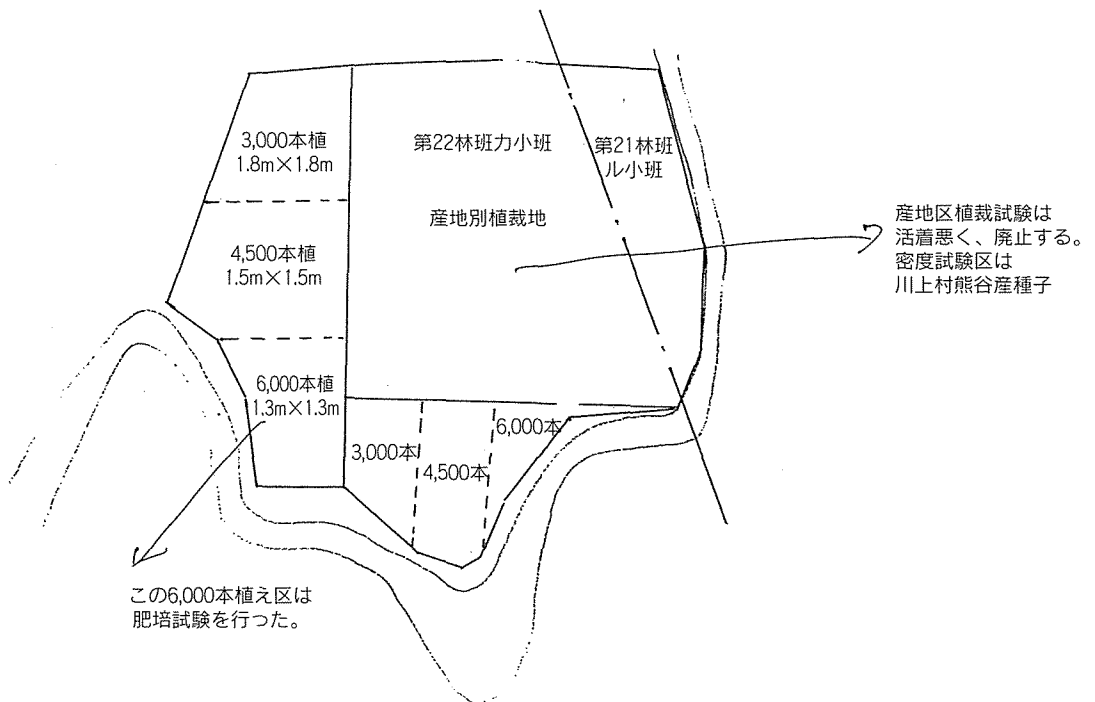 3,000本植
1.8m×1.8m
第22林班カ小班
第21林班
ル小班
産地別植裁地
4,500本植
1.5m×1.5m
産地区植裁試験は
活着悪く、廃止する。
密度試験区は
川上村熊谷産種子
6,000本植
1.3m×1.3m
3,000本
4,500本
6,000本
この6,000本植え区は
肥培試験を行つた。